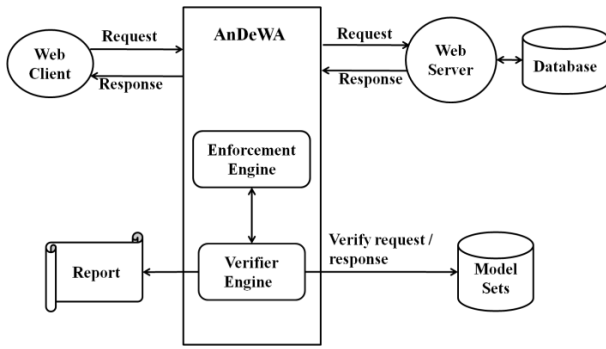 AnDeWA
Web
Client
Request
Response
Request
Response
Web
Server
Database
Enforcement
Engine
Verifier
Engine
Report
Verify request /
response
Model
Sets